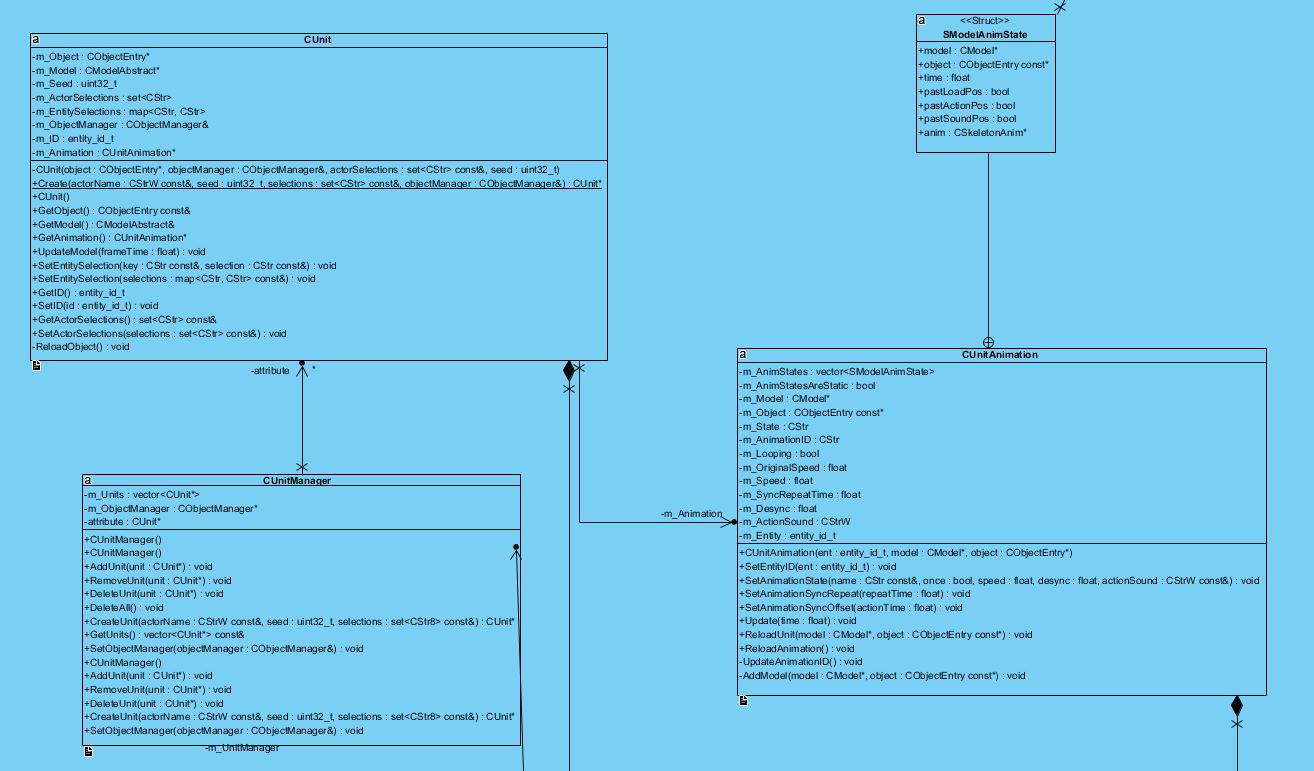 CUnit
-m_Object : CObjectEntry*
-m_Model : CModelAbstract*
-m_Seed : uint32_t
-m_ActorSelections : set<CStr>
-m_EntitySelections : map<CStr, CStr>
-m_ObjectManager : CObjectManager&
-m_ID : entity_id_t
-m_Animation : CUnitAnimation*
-CUnit(object : CObjectEntry*, objectManager : CObjectManager&, actorSelections : set<CStr> const&, seed : uint32_t)
+Create(actorName : CStrW const&, seed : uint32_t, selections : set<CStr> const&, objectManager : CObjectManager&) : CUnit*
+CUnit()
+GetObject() : CObjectEntry const&
+GetModel() : CModelAbstract&
+GetAnimation() : CUnitAnimation*
+UpdateModel(frameTime : float) : void
+SetEntitySelection(key : CStr const&, selection : CStr const&) : void
+SetEntitySelection(selections : map<CStr, CStr> const&) : void
+GetID() : entity_id_t
+SetID(id : entity_id_t) : void
+GetActorSelections() : set<CStr> const&
+SetActorSelections(selections : set<CStr> const&) : void
-ReloadObject() : void
-attribute
*
CUnitManager
-m_Units : vector<CUnit*>
-m_ObjectManager : CObjectManager*
-attribute : CUnit*
+CUnitManager()
+CUnitManager()
+AddUnit(unit : CUnit*) : void
+RemoveUnit(unit : CUnit*) : void
+DeleteUnit(unit : CUnit*) : void
+DeleteAll() : void
+CreateUnit(actorName : CStrW const&, seed : uint32_t, selections : set<CStr8> const&) : CUnit*
+GetUnits() : vector<CUnit*> const&
+SetObjectManager(objectManager : CObjectManager&) : void
+CUnitManager()
+AddUnit(unit : CUnit*) : void
+RemoveUnit(unit : CUnit*) : void
+DeleteUnit(unit : CUnit*) : void
+CreateUnit(actorName : CStrW const&, seed : uint32_t, selections : set<CStr8> const&) : CUnit*
+SetObjectManager(objectManager : CObjectManager&) : void
-m_UnitManager
<<Struct>>
SModelAnimState
+model : CModel*
+object : CObjectEntry const*
+time : float
+pastLoadPos : bool
+pastActionPos : bool
+pastSoundPos : bool
+anim : CSkeletonAnim*
-m_Animation
CUnitAnimation
-m_AnimStates : vector<SModelAnimState>
-m_AnimStatesAreStatic : bool
-m_Model : CModel*
-m_Object : CObjectEntry const*
-m_State : CStr
-m_AnimationID : CStr
-m_Looping : bool
-m_OriginalSpeed : float
-m_Speed : float
-m_SyncRepeatTime : float
-m_Desync : float
-m_ActionSound : CStrW
-m_Entity : entity_id_t
+CUnitAnimation(ent : entity_id_t, model : CModel*, object : CObjectEntry*)
+SetEntityID(ent : entity_id_t) : void
+SetAnimationState(name : CStr const&, once : bool, speed : float, desync : float, actionSound : CStrW const&) : void
+SetAnimationSyncRepeat(repeatTime : float) : void
+SetAnimationSyncOffset(actionTime : float) : void
+Update(time : float) : void
+ReloadUnit(model : CModel*, object : CObjectEntry const*) : void
+ReloadAnimation() : void
-UpdateAnimationID() : void
-AddModel(model : CModel*, object : CObjectEntry const*) : void